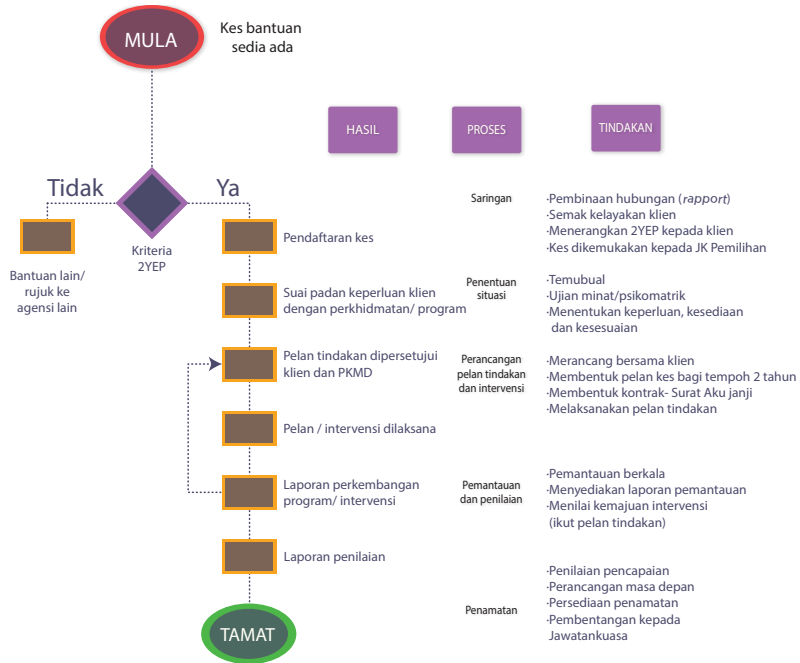 MULA
Kes bantuan
sedia ada
HASIL
PROSES
TINDAKAN
Tidak
Ya
Kriteria
2YEP
Bantuan lain/
rujuk ke
agensi lain
Pendaftaran kes
Saringan
·Pembinaan hubungan (rapport)
·Semak kelayakan klien
·Menerangkan 2YEP kepada klien
·Kes dikemukakan kepada JK Pemilihan
Suai padan keperluan klien
dengan perkhidmatan/ program
Penentuan
situasi
·Temubual
·Ujian minat/psikomatrik
·Menentukan keperluan, kesediaan
dan kesesuaian
Pelan tindakan dipersetujui
klien dan PKMD
Perancangan
pelan tindakan
dan intervensi
·Merancang bersama klien
·Membentuk pelan kes bagi tempoh 2 tahun
·Membentuk kontrak- Surat Aku janji
·Melaksanakan pelan tindakan
Pelan / intervensi dilaksana
Laporan perkembangan
program/ intervensi
Pemantauan
dan penilaian
·Pemantauan berkala
·Menyediakan laporan pemantauan
·Menilai kemajuan intervensi
(ikut pelan tindakan)
Laporan penilaian
TAMAT
Penamatan
·Penilaian pencapaian
·Perancangan masa depan
·Persediaan penamatan
·Pembentangan kepada
Jawatankuasa